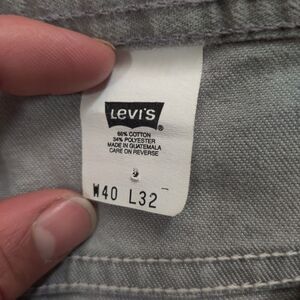 LEVI'S
®
66% COTTON
34% POLYESTER
MADE IN GUATEMALA
CARE ON REVERSE
W40 L32